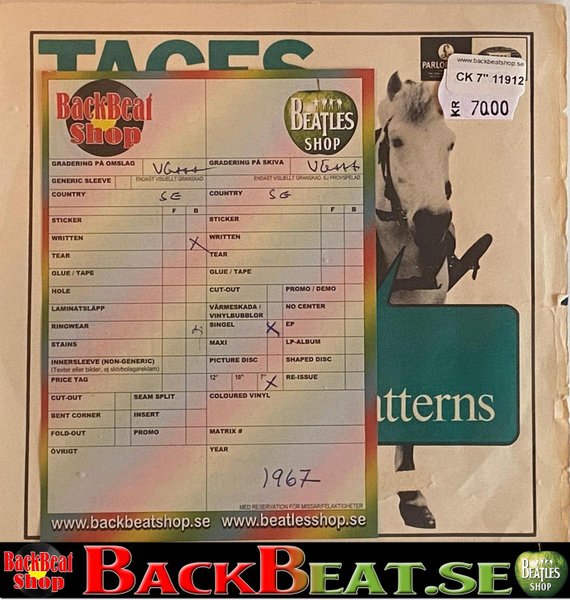 TAGES
PARLOPHONE
www.backbeatshop.se
CK 7" 11912
KR 70.00
BackBeat
Shop
BEATLES
SHOP
GRADERING PÅ OMSLAG VG+++ GRADERING PÅ SKIVA VG++
ENDAST VISUELLT GRANSKAD ENDAST VISUELLT GRANSKAD, EJ PROVSPELAD
GENERIC SLEEVE
COUNTRY SE COUNTRY SE
F B F B
STICKER STICKER
WRITTEN X WRITTEN
TEAR TEAR
GLUE / TAPE GLUE / TAPE
HOLE CUT-OUT PROMO / DEMO
LAMINATSLÄPP VÄRMESKADA / VINYLBUBBLOR NO CENTER
RINGWEAR SINGEL X EP
STAINS MAXI LP-ALBUM
INNERSLEEVE (NON-GENERIC) PICTURE DISC SHAPED DISC
(Texter eller bilder, ej skivbolagsreklam)
PRICE TAG 12" 10" 7" X RE-ISSUE
CUT-OUT SEAM SPLIT COLOURED VINYL
BENT CORNER INSERT
FOLD-OUT PROMO MATRIX #
ÖVRIGT YEAR
1967
MED RESERVATION FÖR MISSAR/FELAKTIGHETER
www.backbeatshop.se www.beatlesshop.se
atterns
BackBeat
Shop
BACKBEAT.SE
BEATLES
SHOP